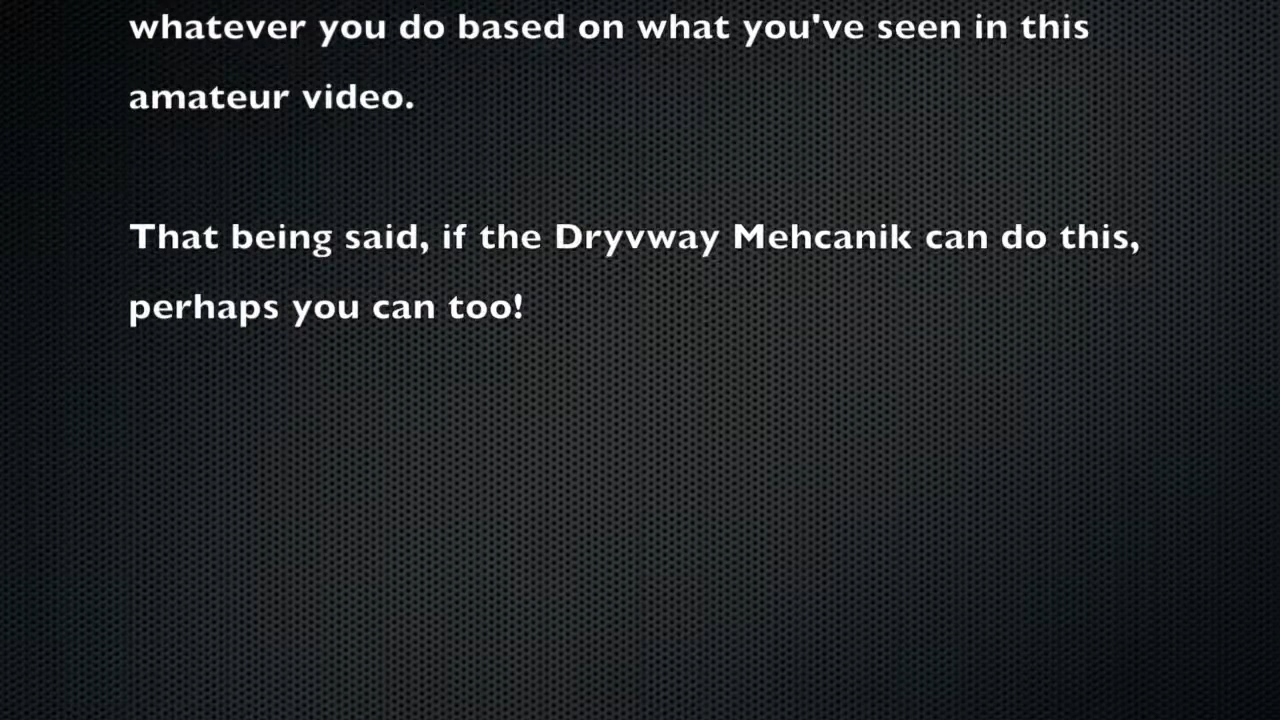 whatever you do based on what you've seen in this
amateur video.
That being said, if the Dryvway Mehcanik can do this,
perhaps you can too!